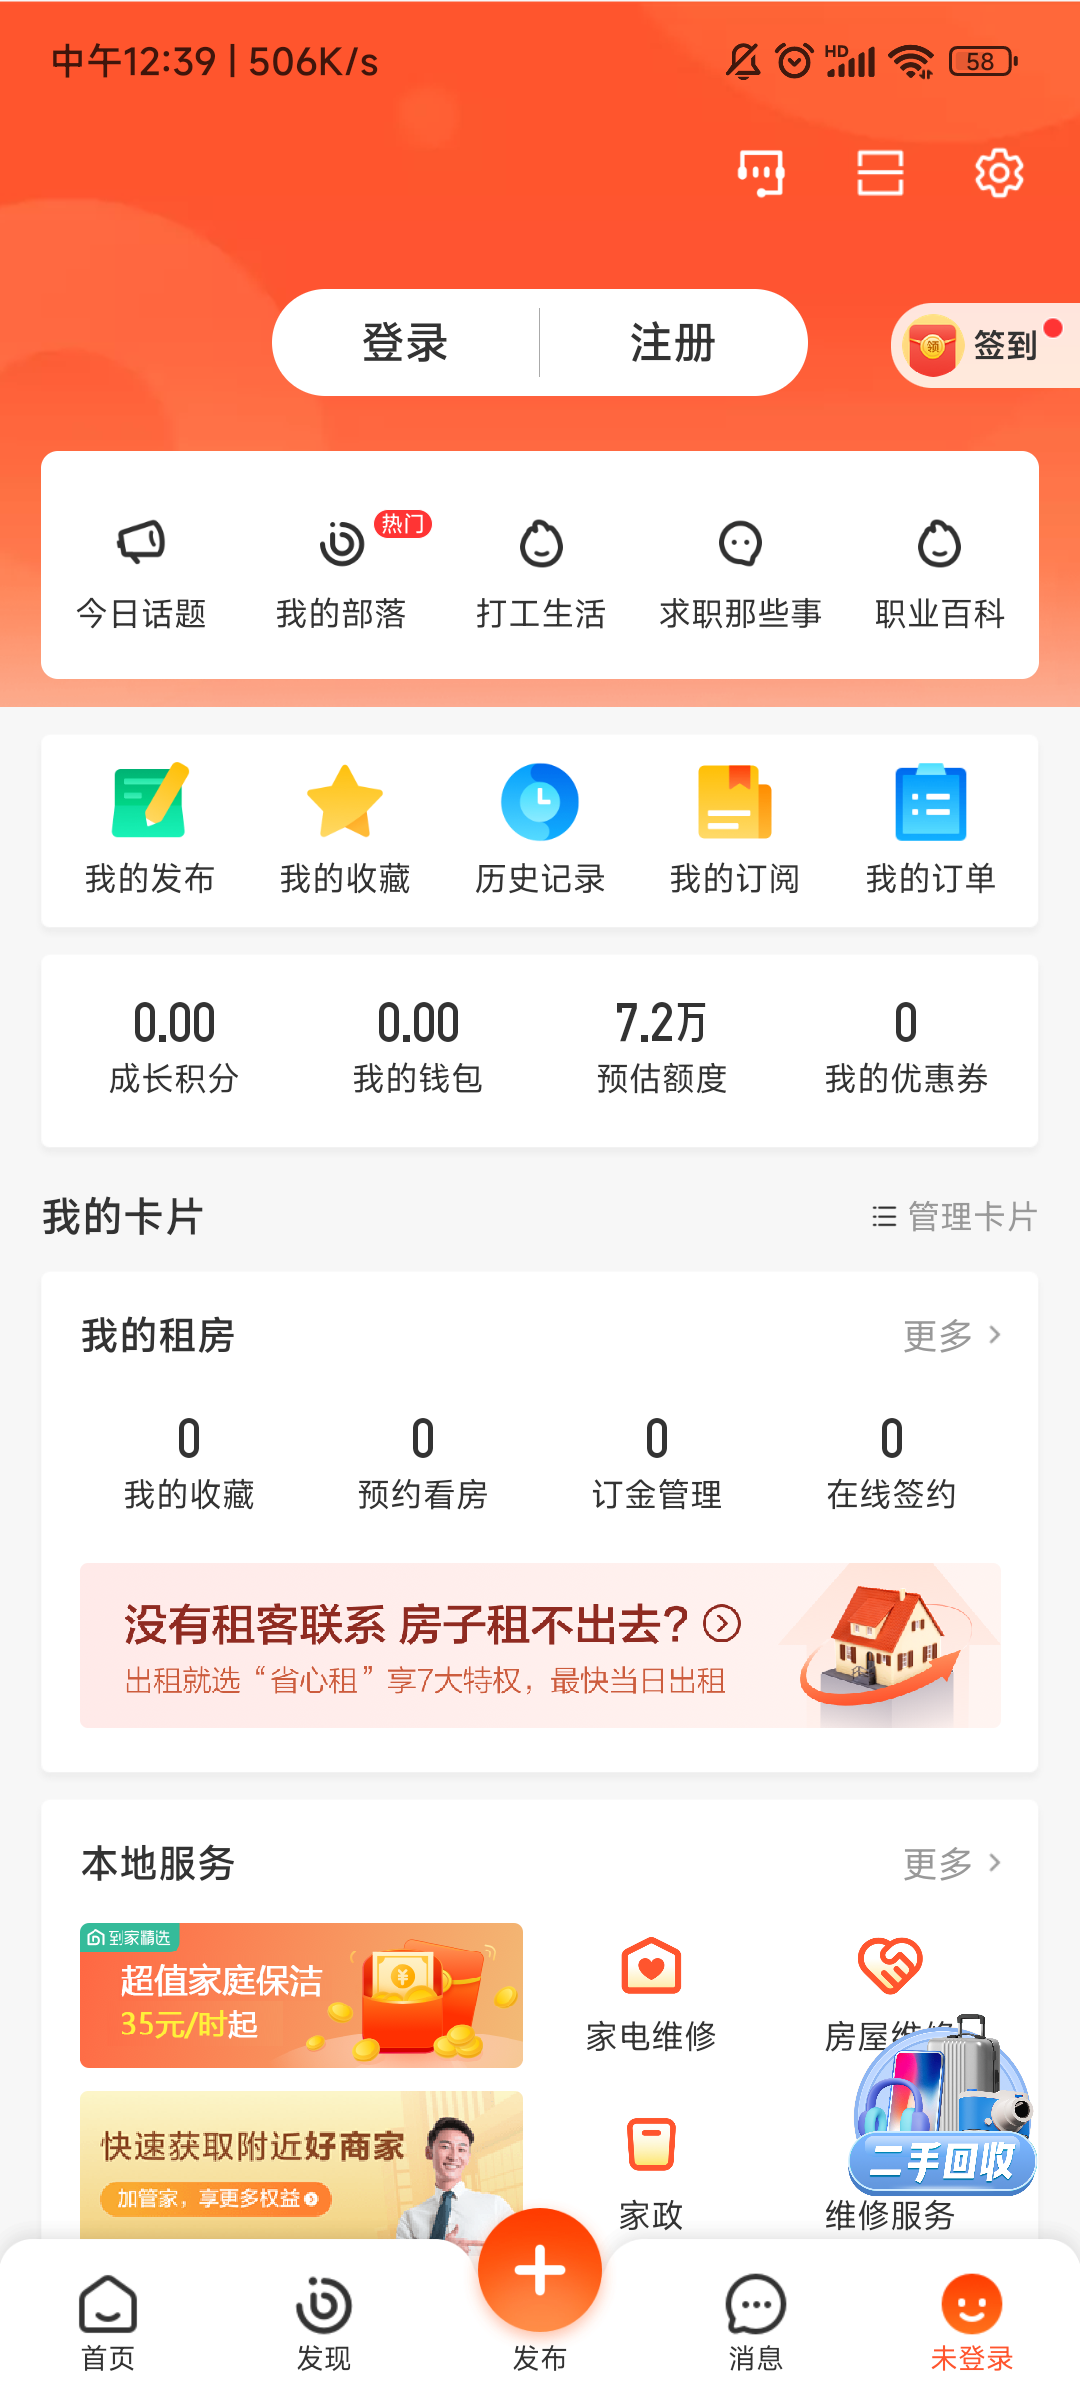 中午12:39 | 506K/s
HD
58
登录
注册
领
签到
热门
今日话题
我的部落
打工生活
求职那些事
职业百科
我的发布
我的收藏
历史记录
我的订阅
我的订单
0.00
0.00
7.2万
0
成长积分
我的钱包
预估额度
我的优惠券
我的卡片
管理卡片
我的租房
更多
0
0
0
0
我的收藏
预约看房
订金管理
在线签约
没有租客联系 房子租不出去?
出租就选“省心租”享7大特权，最快当日出租
本地服务
更多
到家精选
超值家庭保洁
35元/时起
家电维修
房屋维修
快速获取附近好商家
加管家，享更多权益
二手回收
家政
维修服务
首页
发现
发布
消息
未登录